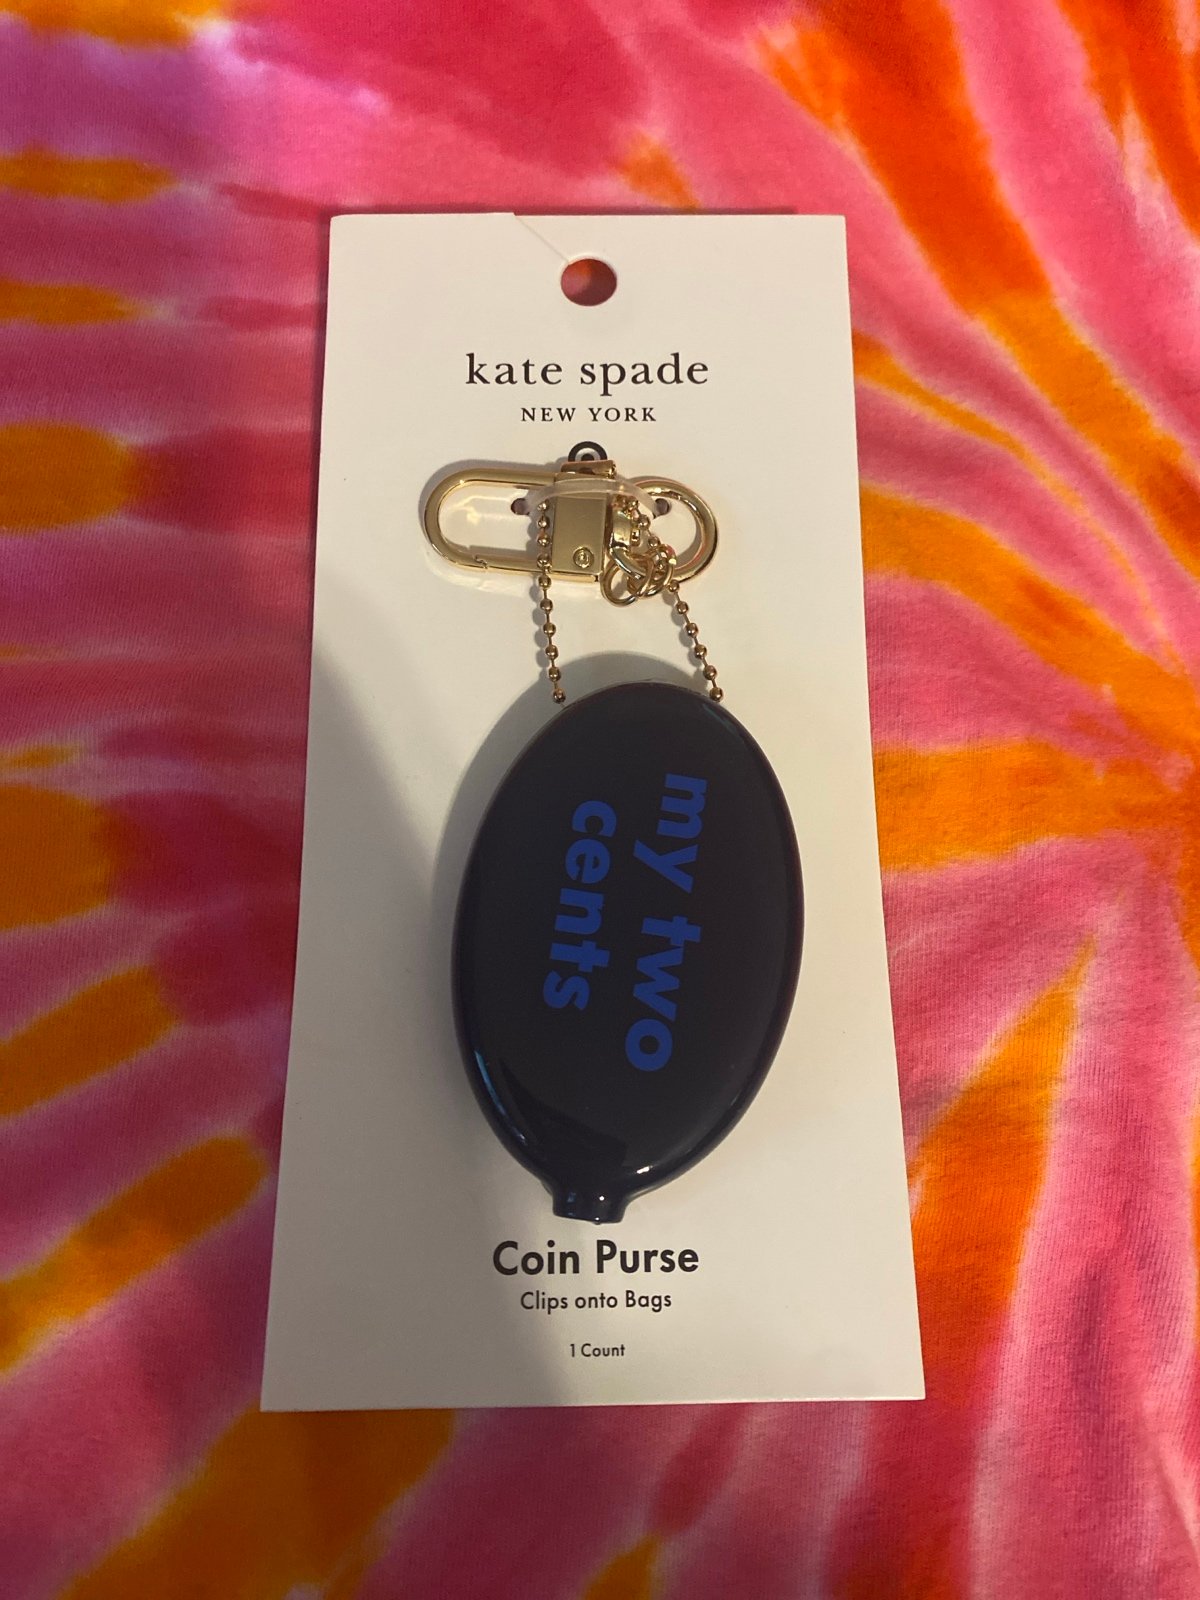 kate spade
NEW YORK
my two
cents
Coin Purse
Clips onto Bags
1 Count